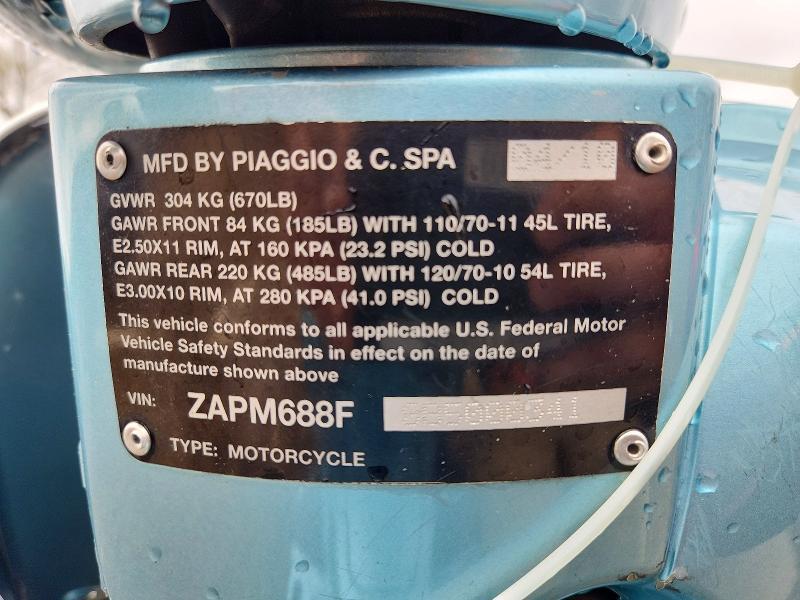 MFD BY PIAGGIO & C. SPA 04/16
GVWR 304 KG (670LB)
GAWR FRONT 84 KG (185LB) WITH 110/70-11 45L TIRE,
E2.50X11 RIM, AT 160 KPA (23.2 PSI) COLD
GAWR REAR 220 KG (485LB) WITH 120/70-10 54L TIRE,
E3.00X10 RIM, AT 280 KPA (41.0 PSI) COLD
This vehicle conforms to all applicable U.S. Federal Motor
Vehicle Safety Standards in effect on the date of
manufacture shown above
VIN: ZAPM688F
TYPE: MOTORCYCLE